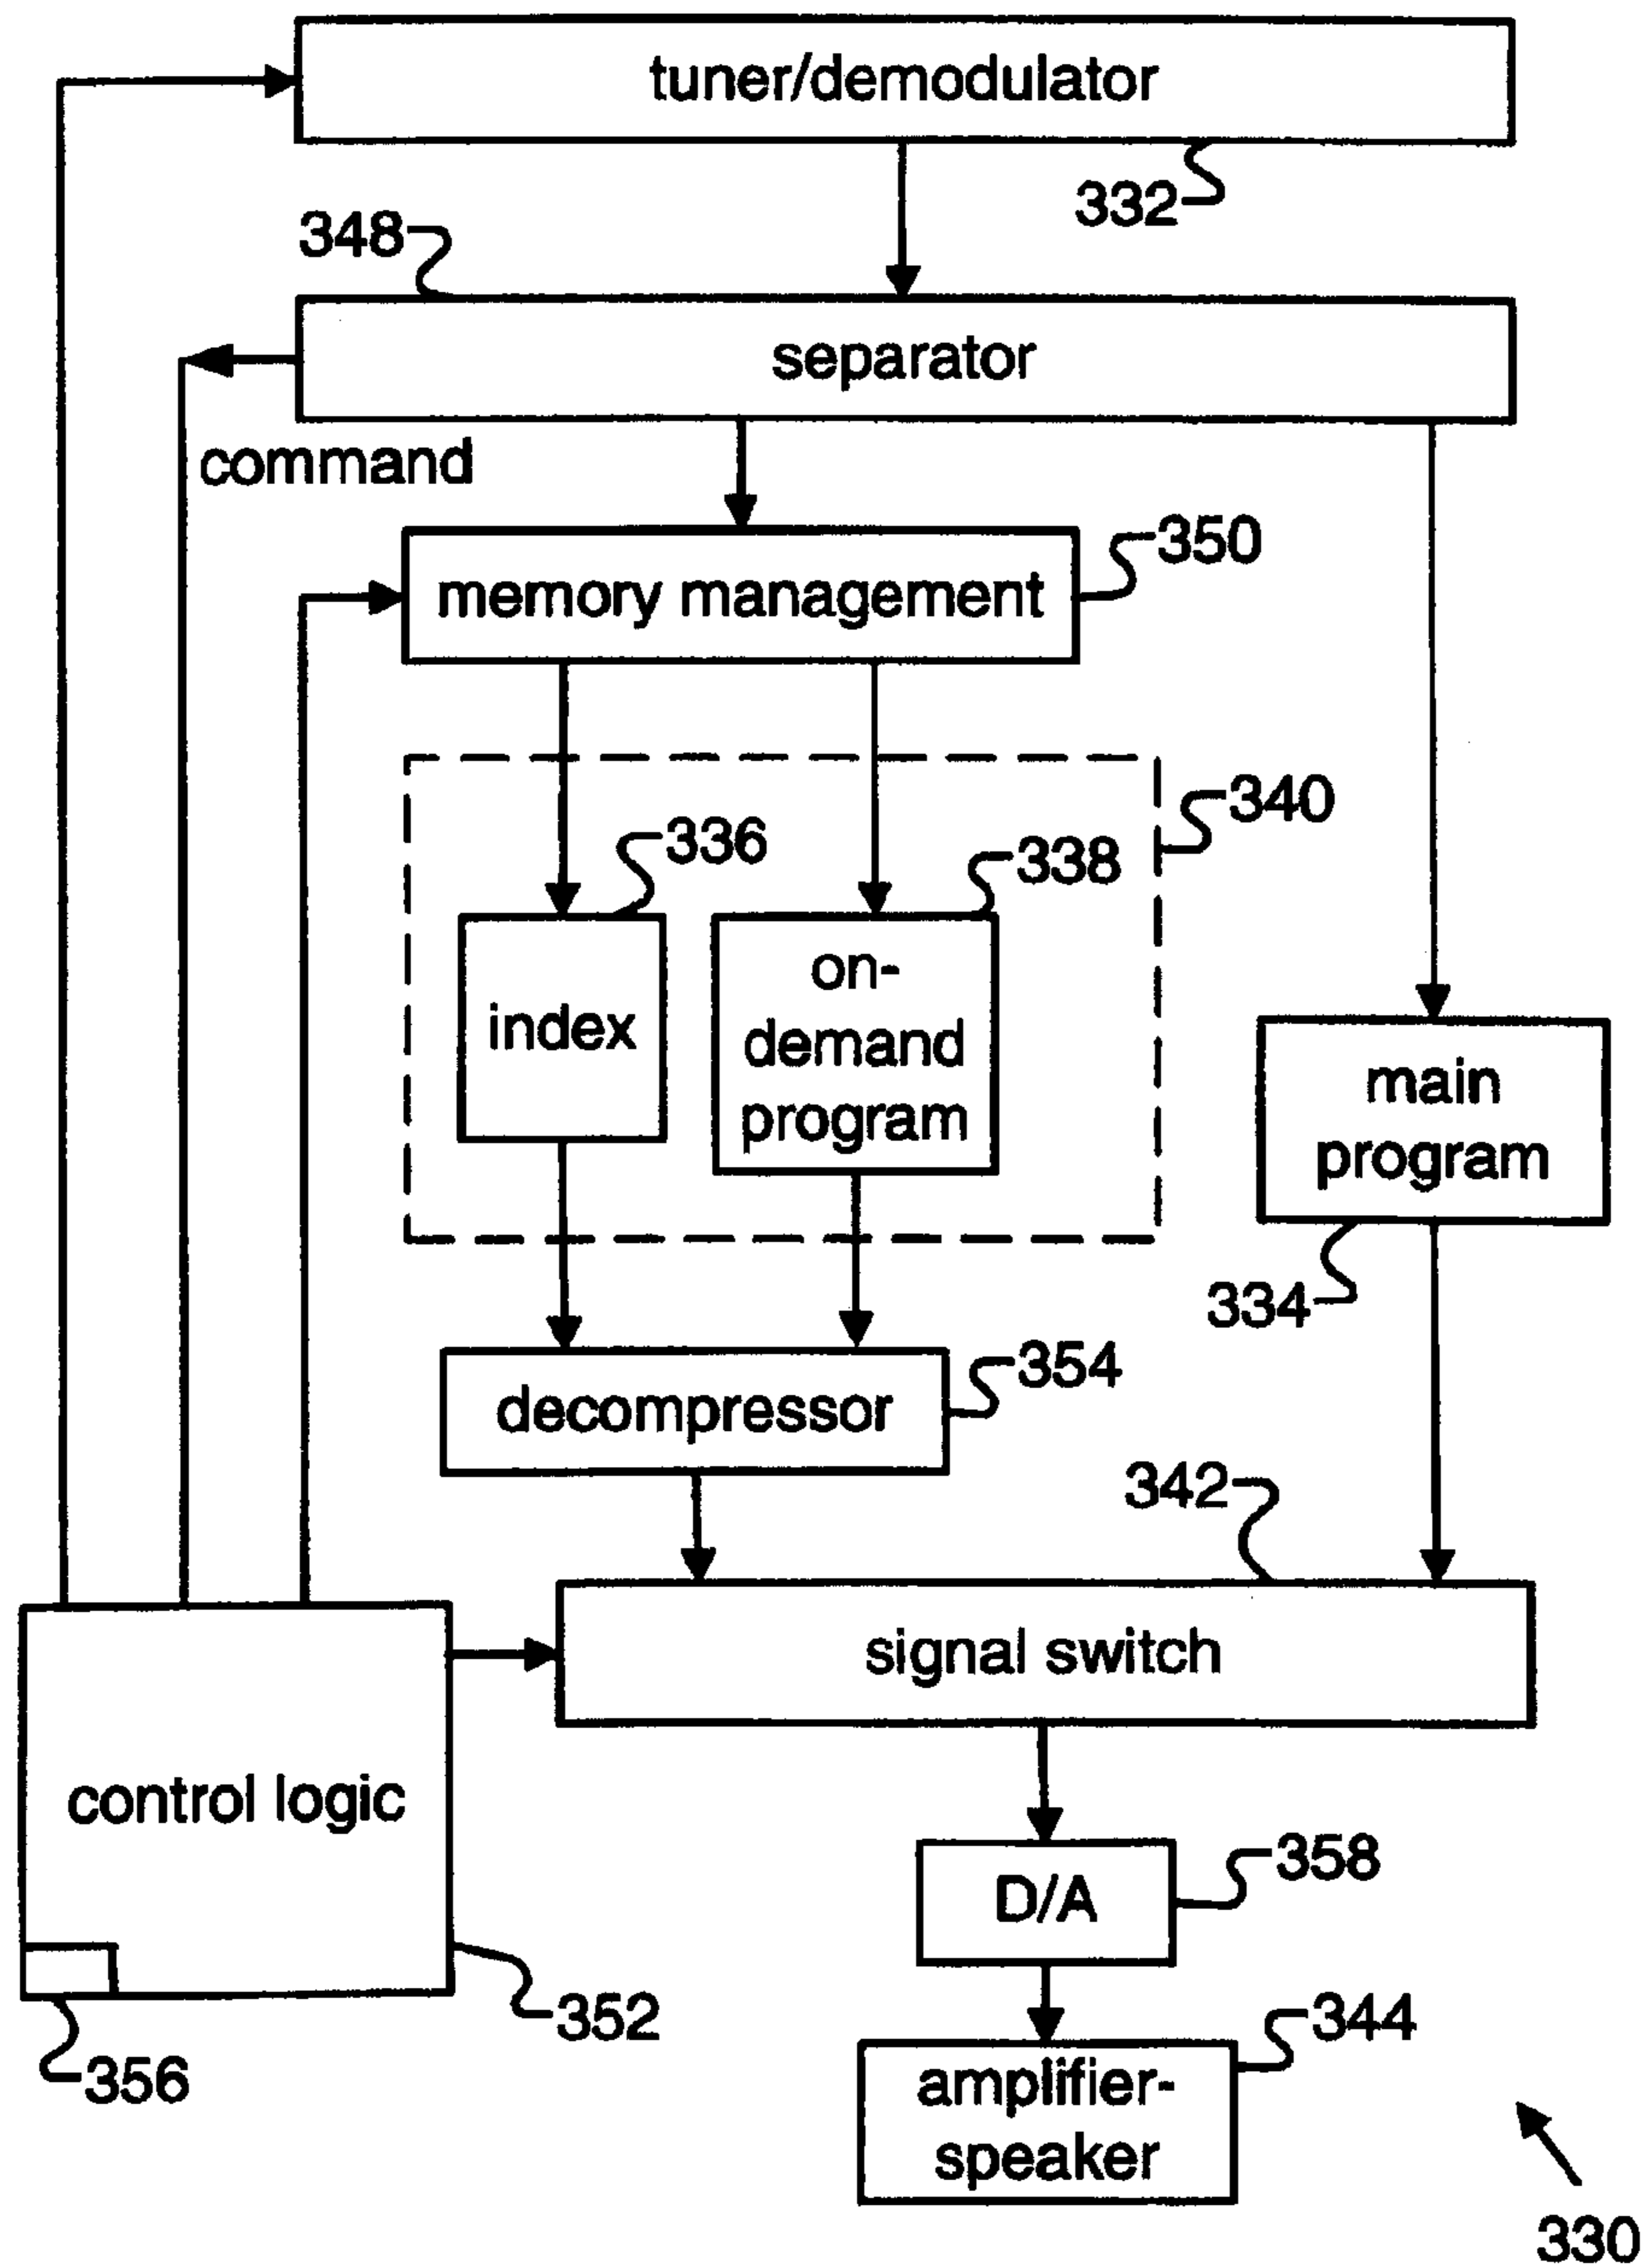 tuner/demodulator
332
348
separator
command
350
memory management
340
336
338
index
on-
demand
program
main
program
334
354
decompressor
342
signal switch
control logic
358
D/A
352
344
356
amplifier-
speaker
330